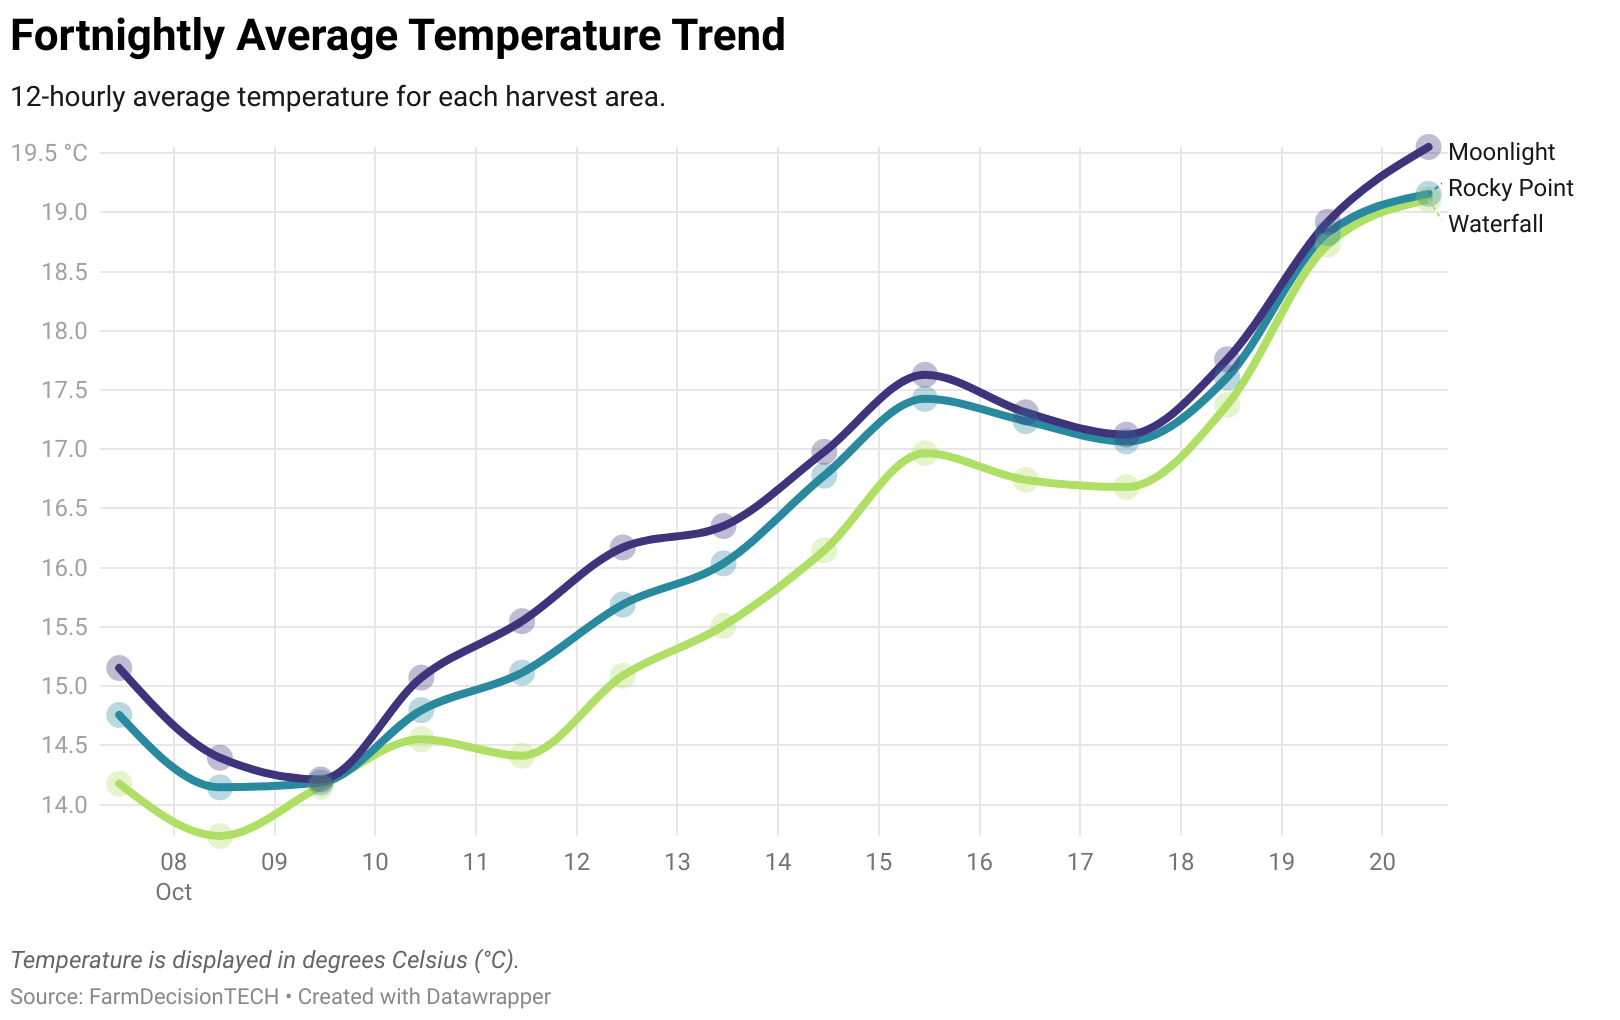 Fortnightly Average Temperature Trend
12-hourly average temperature for each harvest area.
19.5 °C
19.0
18.5
18.0
17.5
17.0
16.5
16.0
15.5
15.0
14.5
14.0
Moonlight
Rocky Point
Waterfall
08 09 10 11 12 13 14 15 16 17 18 19 20
Oct
Temperature is displayed in degrees Celsius (°C).
Source: FarmDecisionTECH • Created with Datawrapper